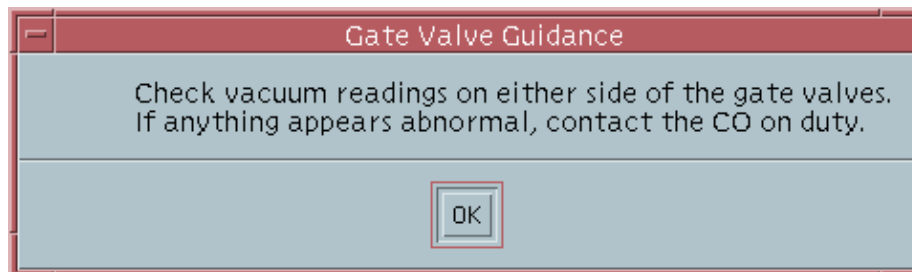 Gate Valve Guidance
Check vacuum readings on either side of the gate valves.
If anything appears abnormal, contact the CO on duty.
OK